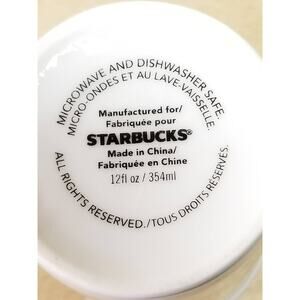 MICROWAVE AND DISHWASHER SAFE.
MICRO-ONDES ET AU LAVE-VAISSELLE.
Manufactured for/
Fabriquée pour
STARBUCKS®
Made in China/
Fabriquée en Chine
12fl oz / 354ml
ALL RIGHTS RESERVED./TOUS DROITS RÉSERVÉS.